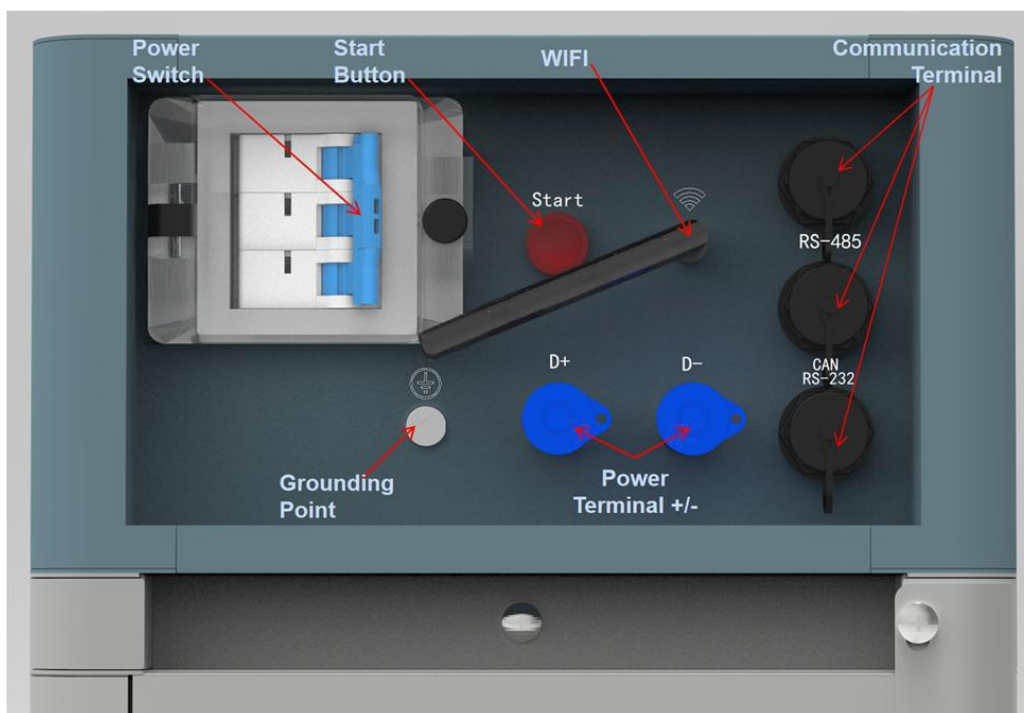 Power
Switch
Start
Button
WIFI
Communication
Terminal
Start
RS-485
D+
D-
CAN
RS-232
Grounding
Point
Power
Terminal +/-